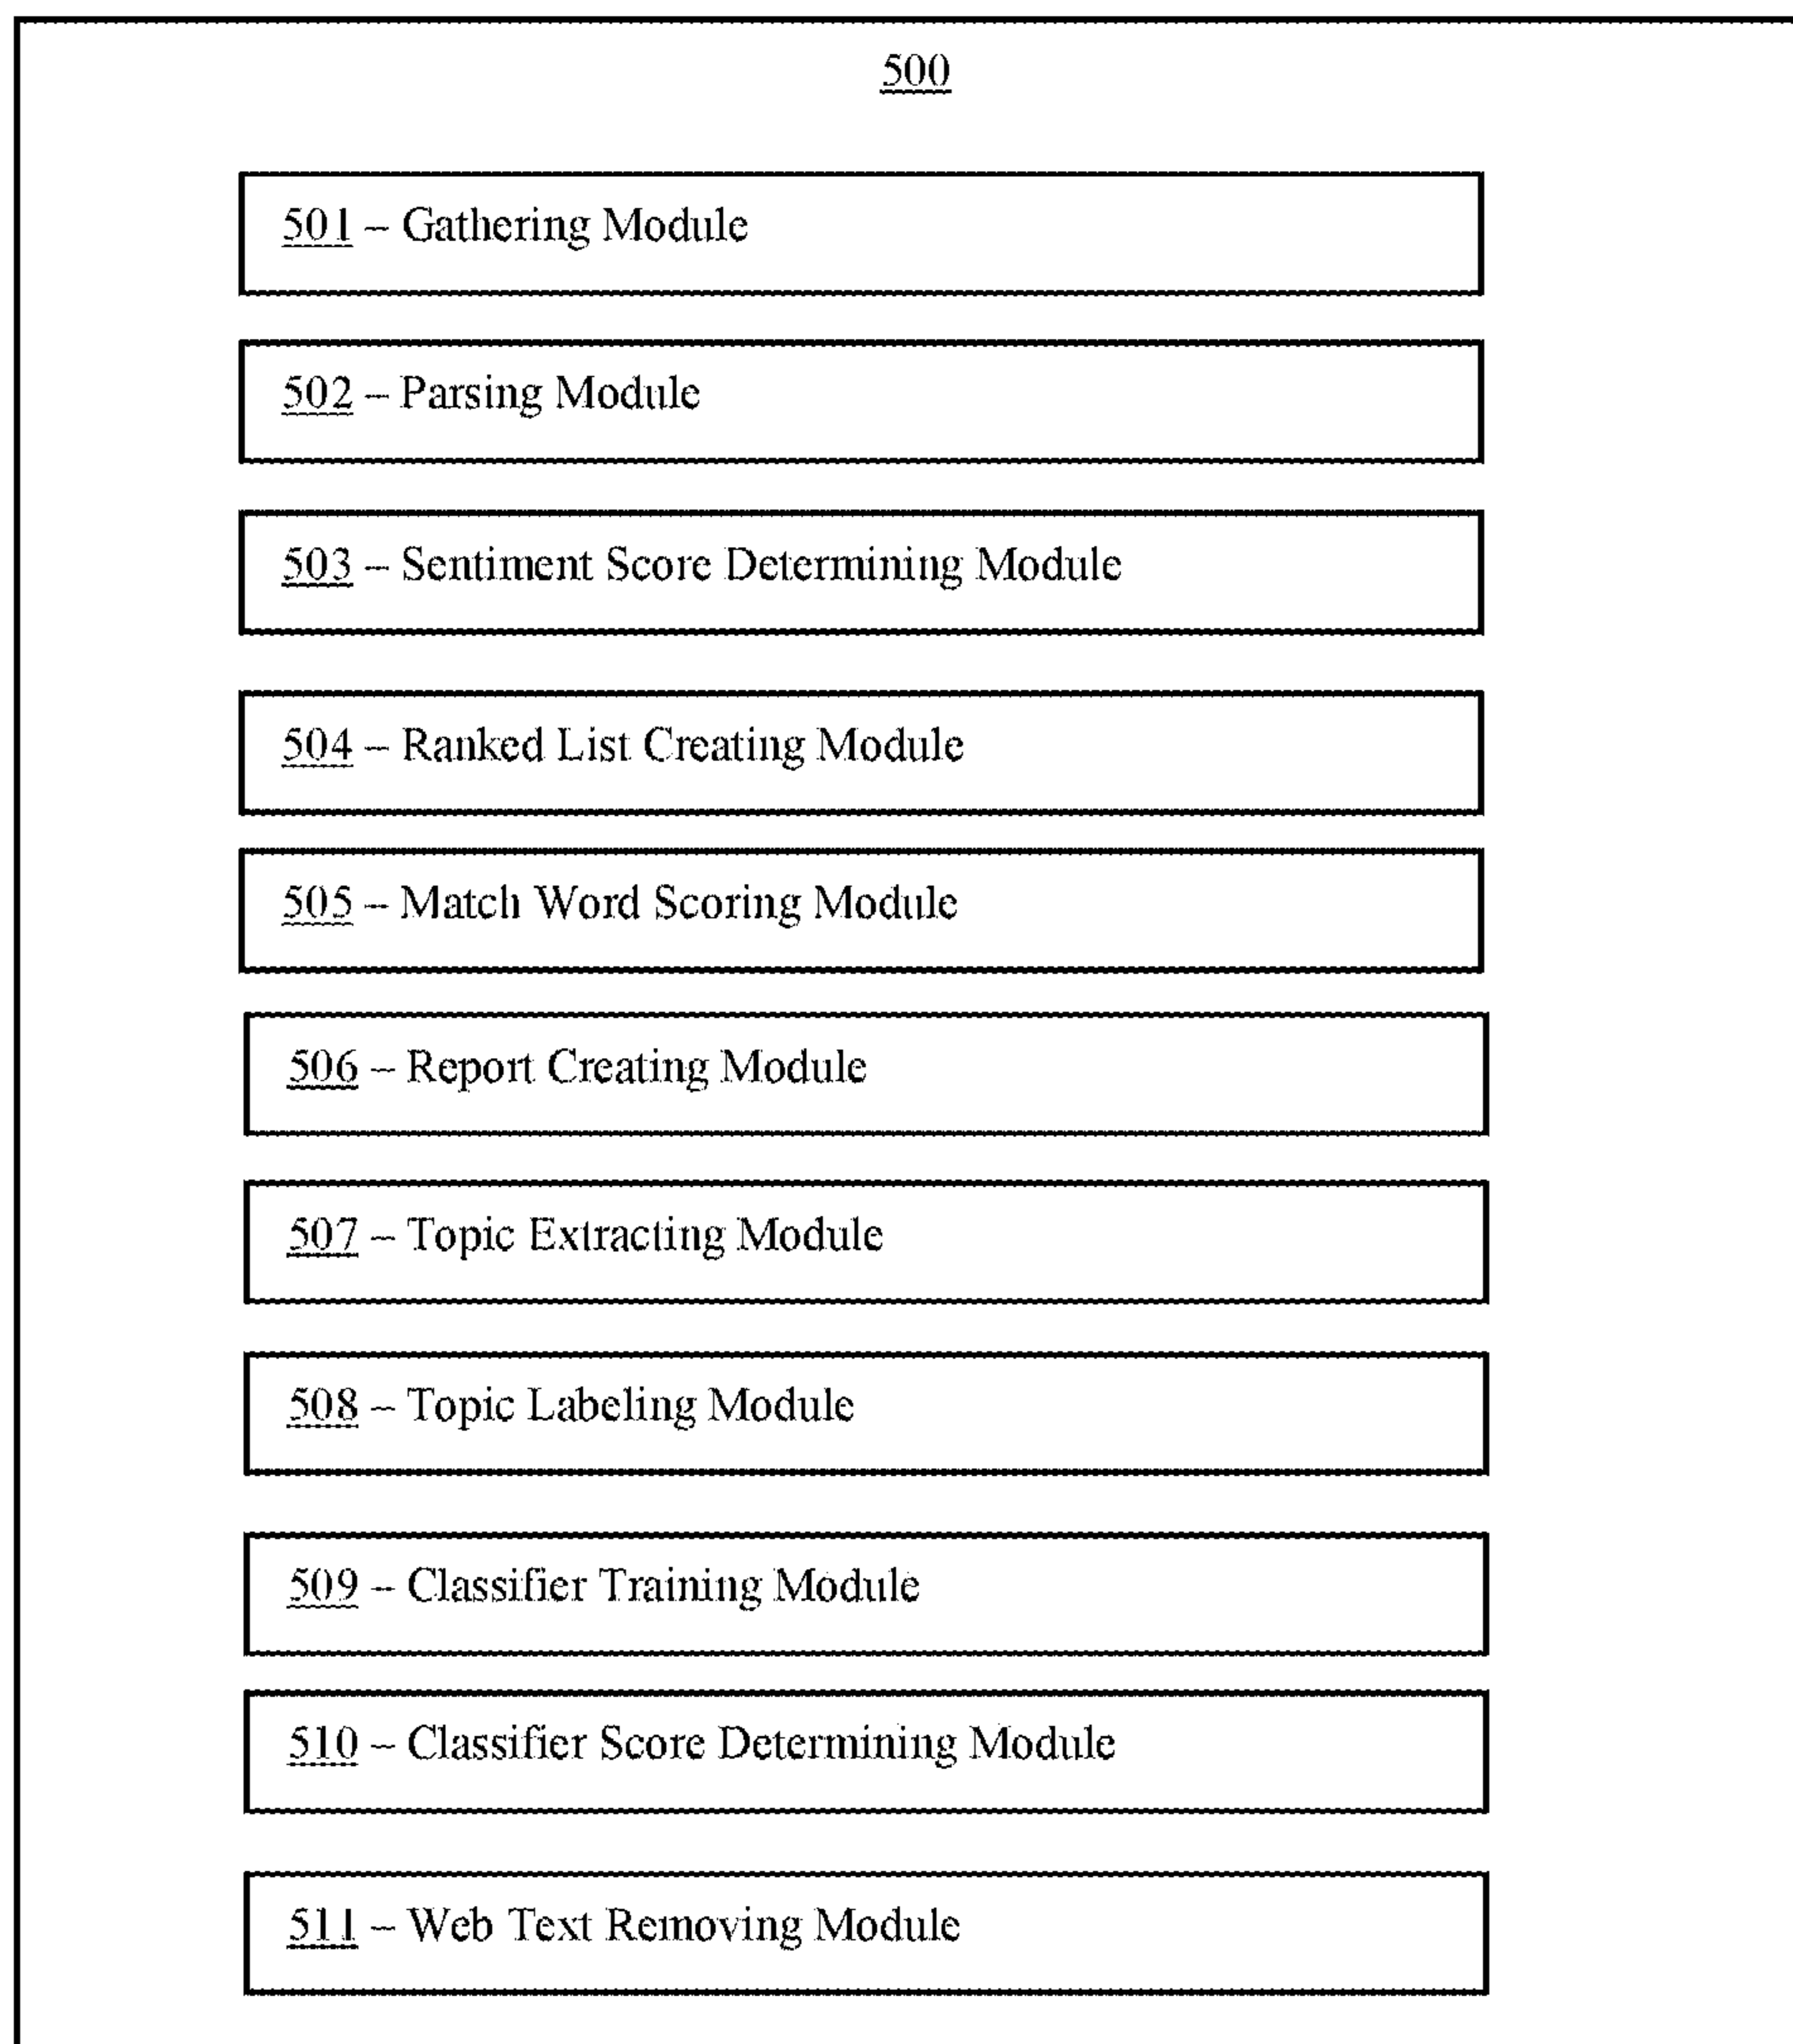 500
501 – Gathering Module
502 – Parsing Module
503 – Sentiment Score Determining Module
504 – Ranked List Creating Module
505 – Match Word Scoring Module
506 – Report Creating Module
507 – Topic Extracting Module
508 – Topic Labeling Module
509 – Classifier Training Module
510 – Classifier Score Determining Module
511 – Web Text Removing Module